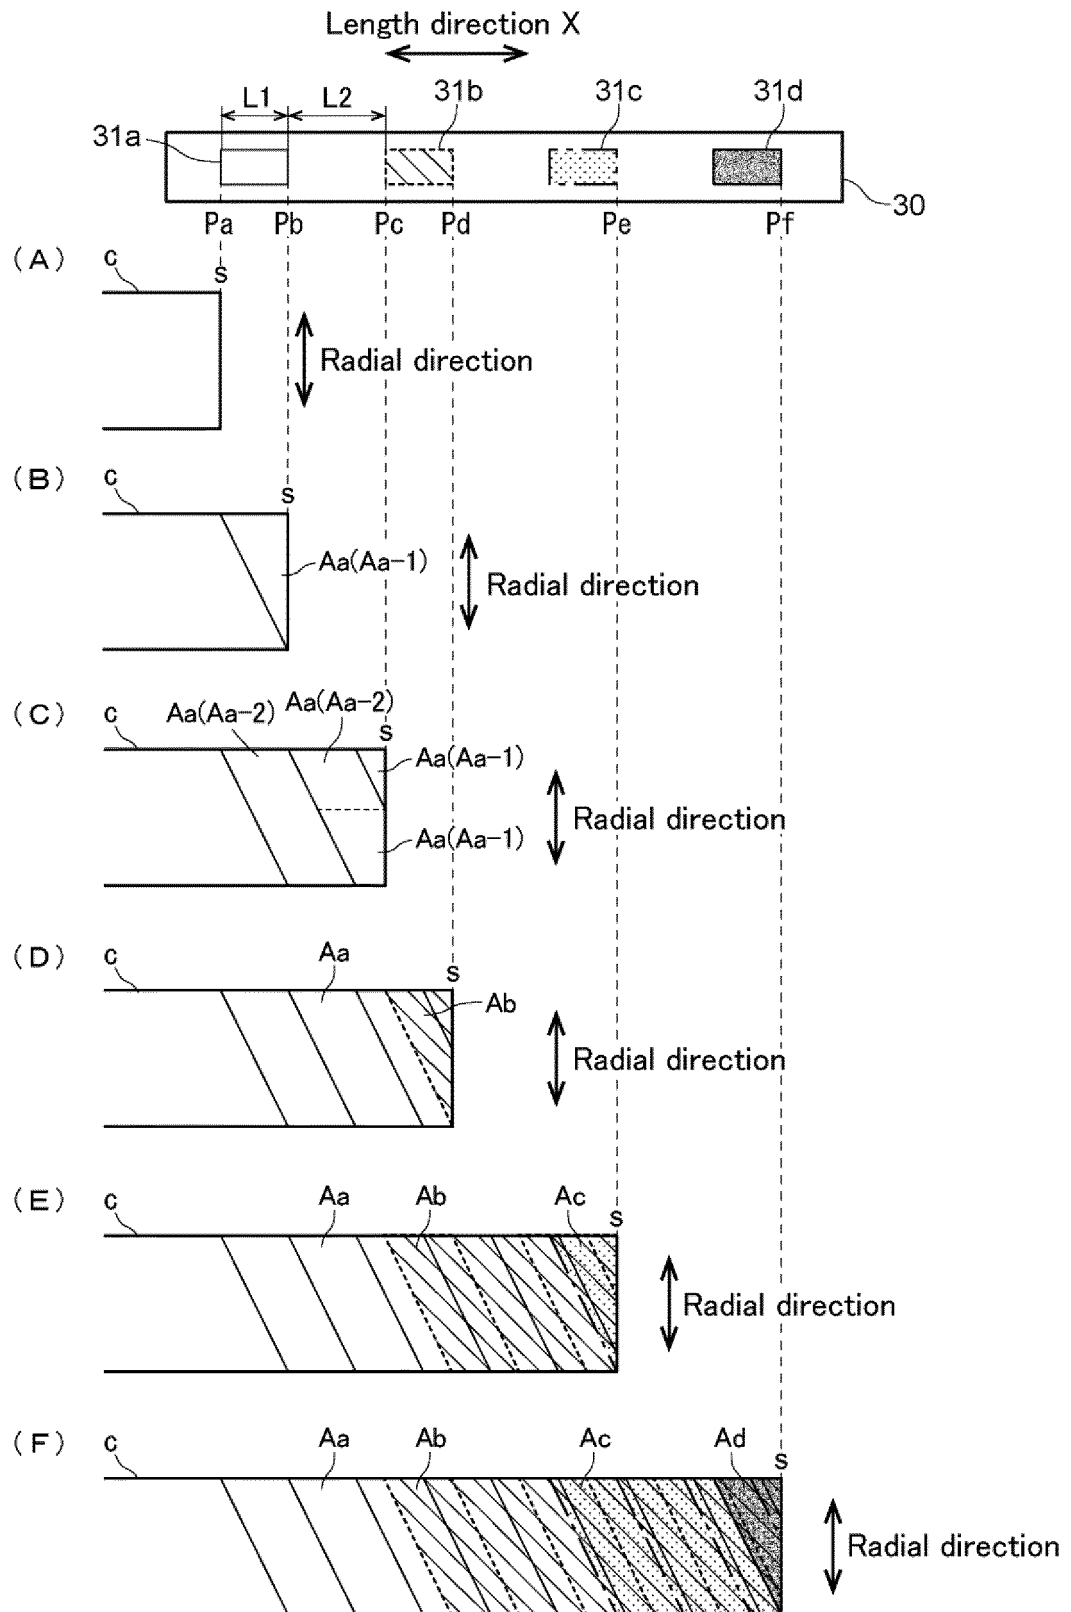 Length direction X
L1 L2 31b 31c 31d
31a
30
Pa Pb Pc Pd Pe Pf
(A) c s
Radial direction
(B) c s
Aa(Aa-1)
Radial direction
(C) c Aa(Aa-2) Aa(Aa-2) s
Aa(Aa-1)
Radial direction
Aa(Aa-1)
(D) c Aa s
Ab
Radial direction
(E) c Aa Ab Ac s
Radial direction
(F) c Aa Ab Ac Ad s
Radial direction